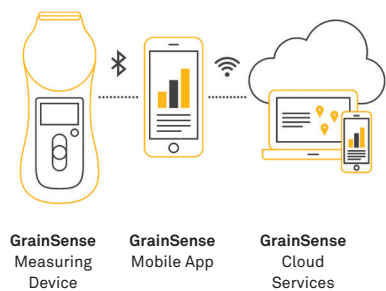 GrainSense
Measuring
Device
GrainSense
Mobile App
GrainSense
Cloud
Services